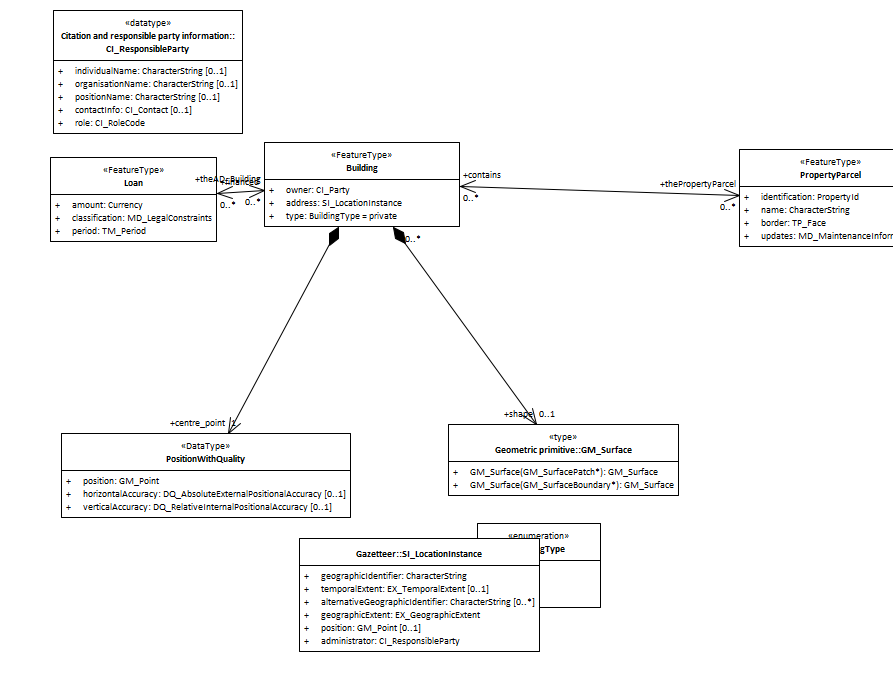 «datatype»
Citation and responsible party information::
CI_ResponsibleParty
+ individualName: CharacterString [0..1]
+ organisationName: CharacterString [0..1]
+ positionName: CharacterString [0..1]
+ contactInfo: CI_Contact [0..1]
+ role: CI_RoleCode
«FeatureType»
Loan
+ amount: Currency
+ classification: MD_LegalConstraints
+ period: TM_Period
0..*
0..*
«FeatureType»
Building
+ owner: CI_Party
+ address: SI_LocationInstance
+ type: BuildingType = private
+contains
0..*
+thePropertyParcel
0..*
«FeatureType»
PropertyParcel
+ identification: PropertyId
+ name: CharacterString
+ border: TP_Face
+ updates: MD_MaintenanceInfor
0..*
+centre_point
+shape 0..1
«DataType»
PositionWithQuality
+ position: GM_Point
+ horizontalAccuracy: DQ_AbsoluteExternalPositionalAccuracy [0..1]
+ verticalAccuracy: DQ_RelativeInternalPositionalAccuracy [0..1]
«type»
Geometric primitive::GM_Surface
+ GM_Surface(GM_SurfacePatch*): GM_Surface
+ GM_Surface(GM_SurfaceBoundary*): GM_Surface
«enumeration»
gType
Gazetteer::SI_LocationInstance
+ geographicIdentifier: CharacterString
+ temporalExtent: EX_TemporalExtent [0..1]
+ alternativeGeographicIdentifier: CharacterString [0..*]
+ geographicExtent: EX_GeographicExtent
+ position: GM_Point [0..1]
+ administrator: CI_ResponsibleParty